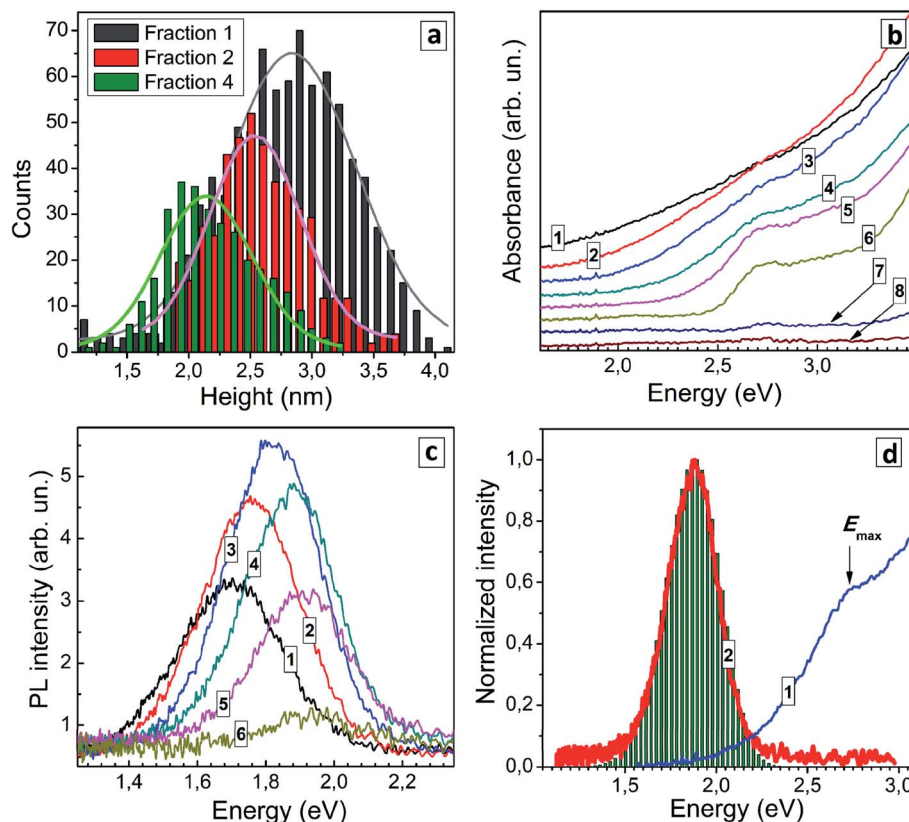 a
Fraction 1
Fraction 2
Fraction 4
70
60
50
40
30
20
10
0
Counts
1,5 2,0 2,5 3,0 3,5 4,0
Height (nm)
b
Absorbance (arb. un.)
1
2
3
4
5
6
7
8
2,0 2,5 3,0
Energy (eV)
c
5
4
3
2
1
PL intensity (arb. un.)
3
4
2
1
5
6
1,4 1,6 1,8 2,0 2,2
Energy (eV)
d
1,0
0,8
0,6
0,4
0,2
0,0
Normalized intensity
Emax
2
1
1,5 2,0 2,5 3,0
Energy (eV)